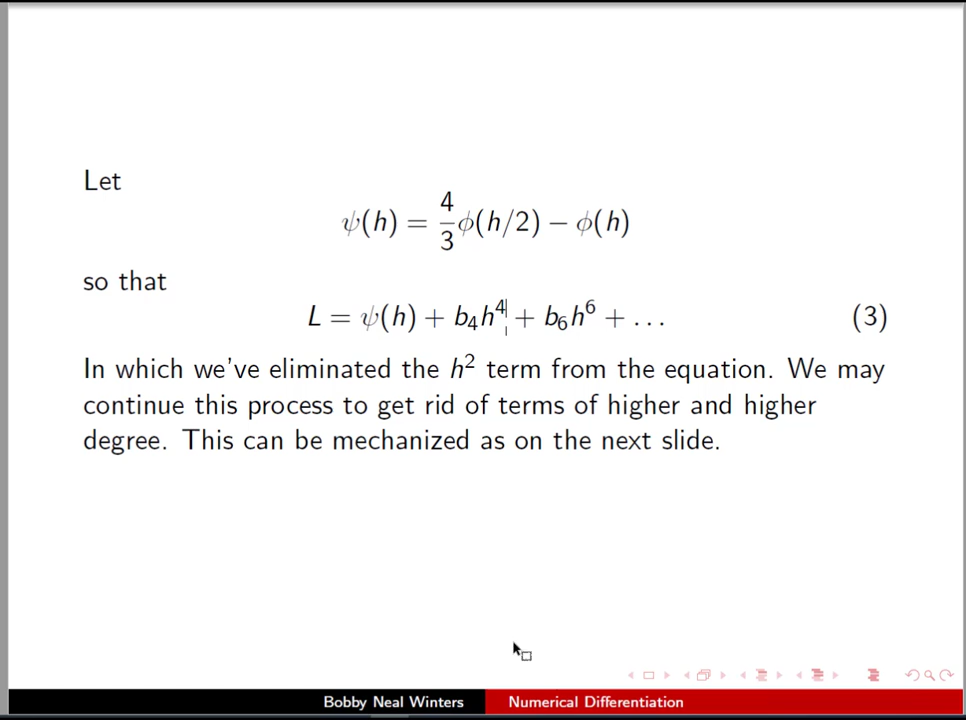 Let
ψ(h) = 4/3 ϕ(h/2) − ϕ(h)
so that
L = ψ(h) + b₄h⁴ + b₆h⁶ + . . . (3)
In which we've eliminated the h² term from the equation. We may
continue this process to get rid of terms of higher and higher
degree. This can be mechanized as on the next slide.
Bobby Neal Winters Numerical Differentiation